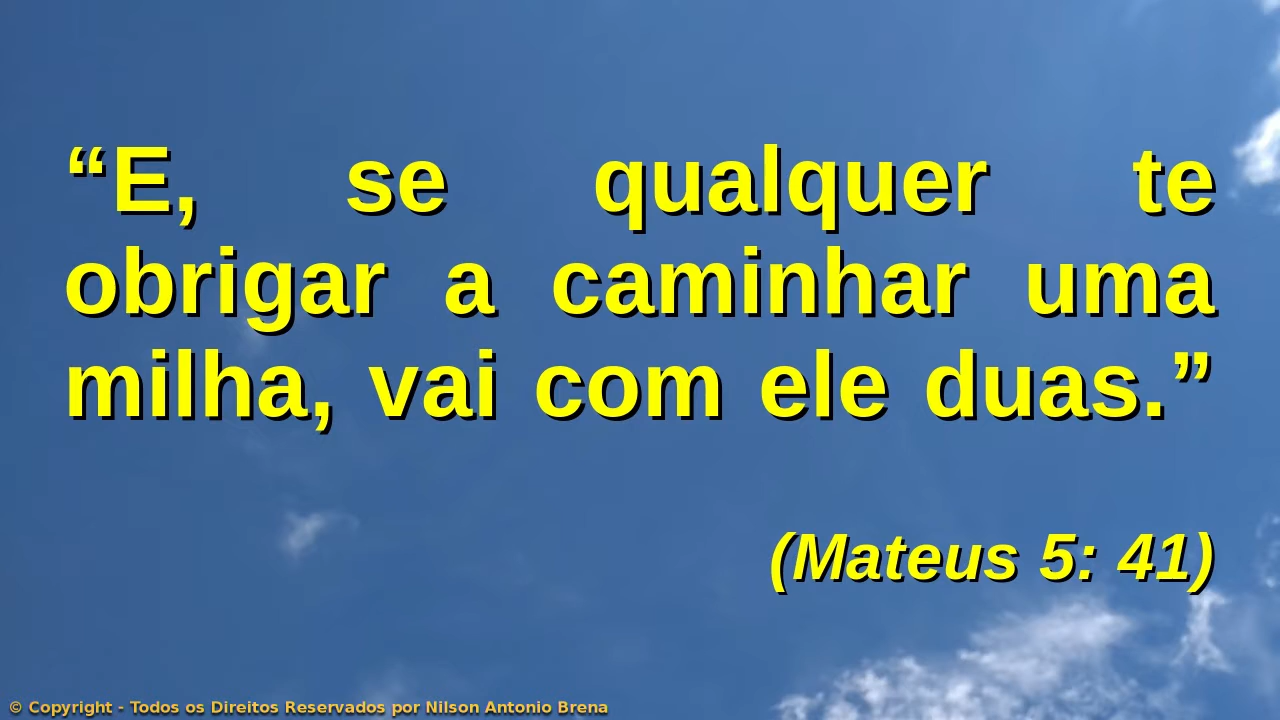 “E, se qualquer te
obrigar a caminhar uma
milha, vai com ele duas.”
(Mateus 5: 41)
© Copyright - Todos os Direitos Reservados por Nilson Antonio Brena